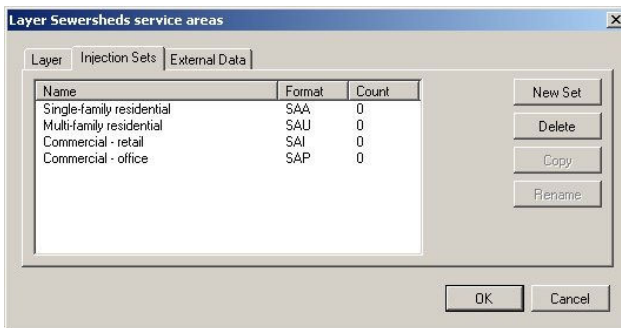 Layer Sewersheds service areas
Layer Injection Sets External Data
Name Format Count New Set
Single-family residential SAA 0
Multi-family residential SAU 0 Delete
Commercial - retail SAI 0
Commercial - office SAP 0 Copy
Rename
OK Cancel